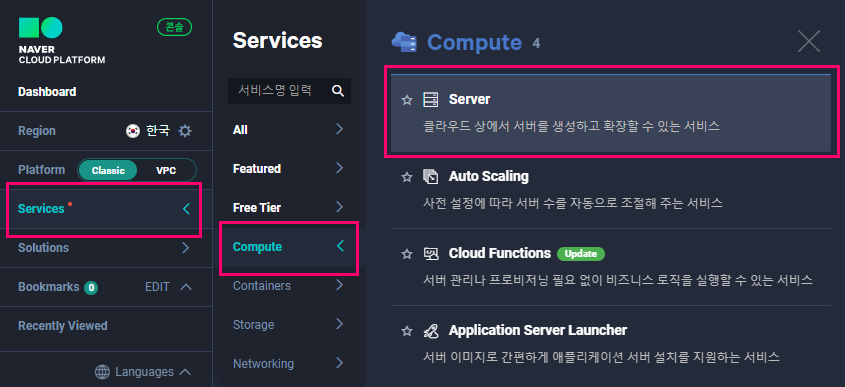 NAVER
CLOUD PLATFORM
콘솔
Dashboard
Region
한국
Platform
Classic
VPC
Services
Solutions
Bookmarks 0
EDIT
Recently Viewed
Languages
Services
서비스명 입력
All
Featured
Free Tier
Compute
Containers
Storage
Networking
Compute 4
Server
클라우드 상에서 서버를 생성하고 확장할 수 있는 서비스
Auto Scaling
사전 설정에 따라 서버 수를 자동으로 조절해 주는 서비스
Cloud Functions Update
서버 관리나 프로비저닝 필요 없이 비즈니스 로직을 실행할 수 있는 서비스
Application Server Launcher
서버 이미지로 간편하게 애플리케이션 서버 설치를 지원하는 서비스